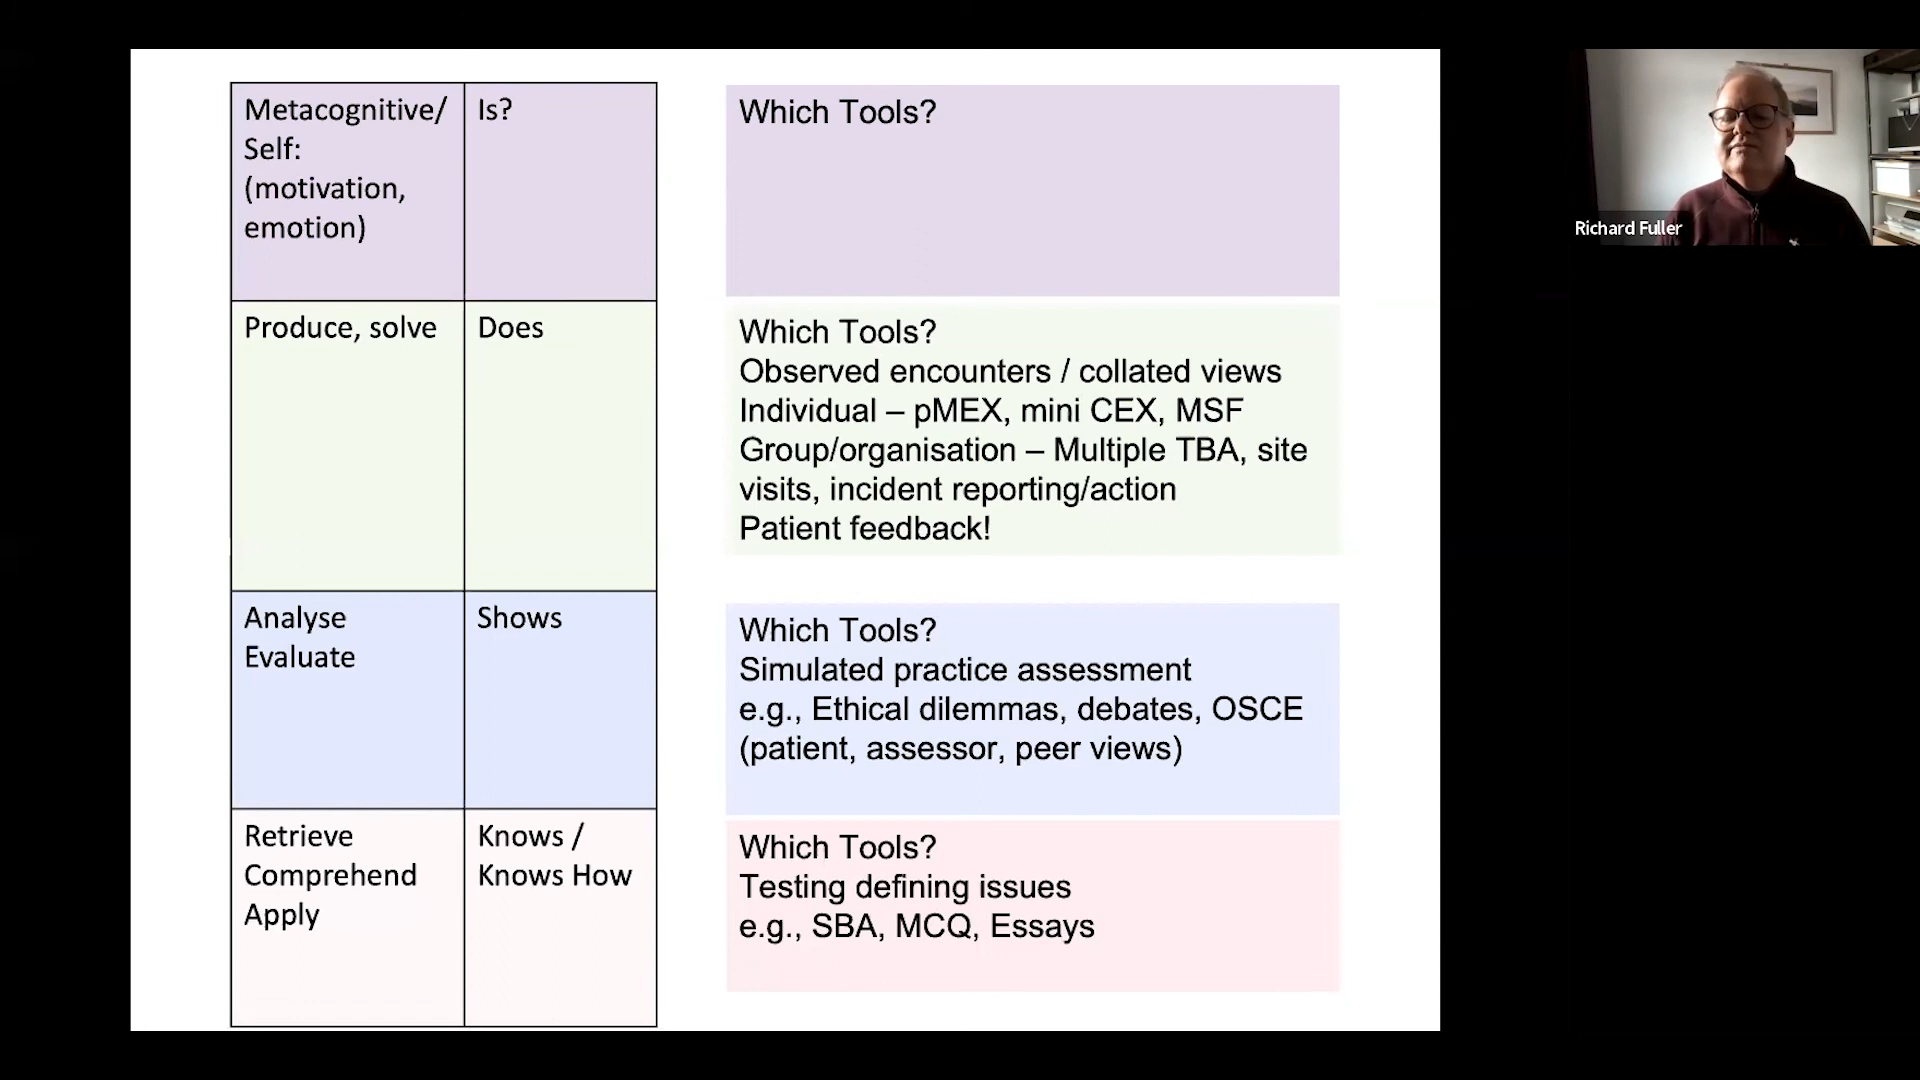 Metacognitive/
Self:
(motivation,
emotion)
Is?
Which Tools?
Produce, solve
Does
Which Tools?
Observed encounters / collated views
Individual – pMEX, mini CEX, MSF
Group/organisation – Multiple TBA, site
visits, incident reporting/action
Patient feedback!
Analyse
Evaluate
Shows
Which Tools?
Simulated practice assessment
e.g., Ethical dilemmas, debates, OSCE
(patient, assessor, peer views)
Retrieve
Comprehend
Apply
Knows /
Knows How
Which Tools?
Testing defining issues
e.g., SBA, MCQ, Essays
Richard Fuller